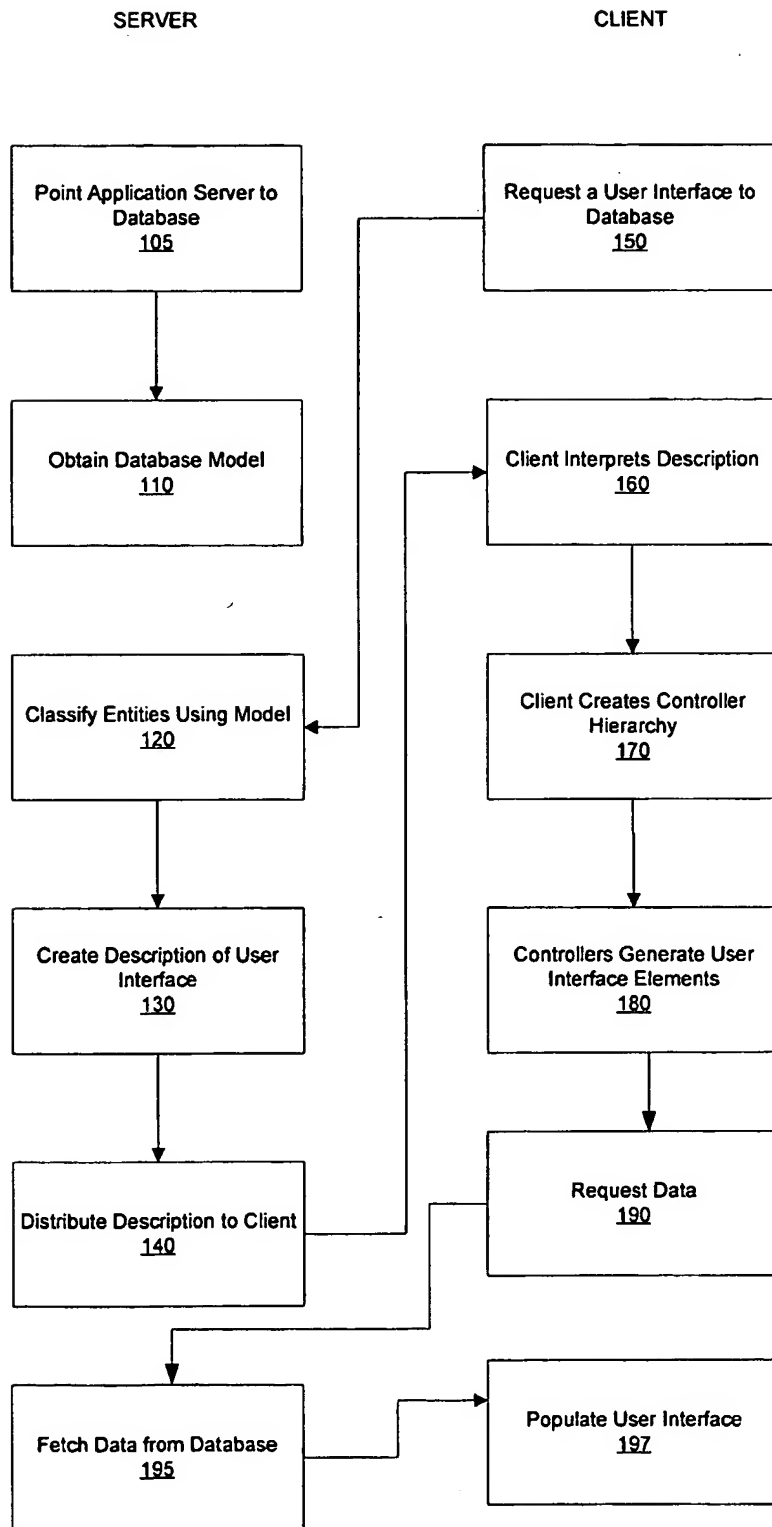 SERVER
CLIENT
Point Application Server to
Database
105
Request a User Interface to
Database
150
Obtain Database Model
110
Client Interprets Description
160
Classify Entities Using Model
120
Client Creates Controller
Hierarchy
170
Create Description of User
Interface
130
Controllers Generate User
Interface Elements
180
Distribute Description to Client
140
Request Data
190
Fetch Data from Database
195
Populate User Interface
197